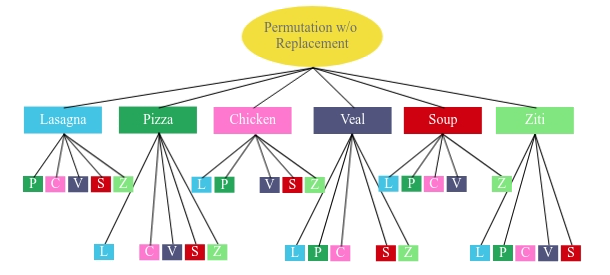 Permutation w/o
Replacement
Lasagna Pizza Chicken Veal Soup Ziti
P C V S Z L P V S Z L P C V Z
L C V S Z L P C S Z L P C V S